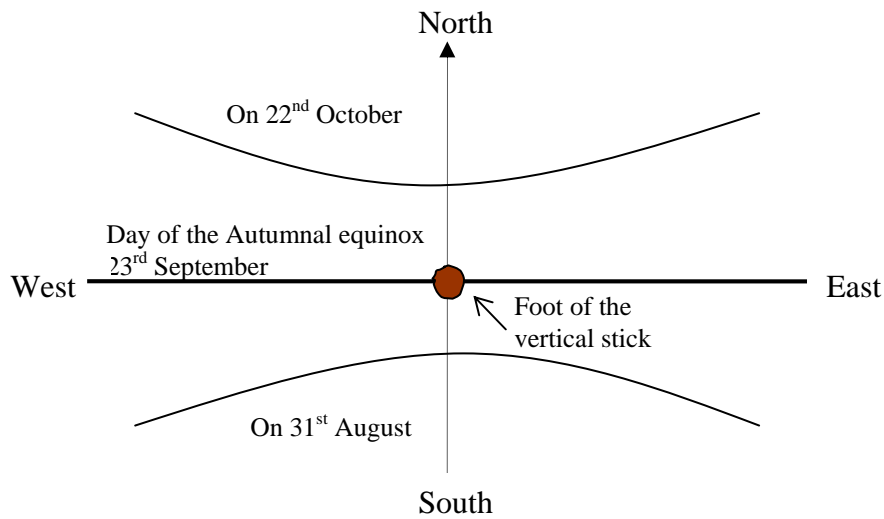 North
On 22nd October
Day of the Autumnal equinox
23rd September
West
East
Foot of the
vertical stick
On 31st August
South